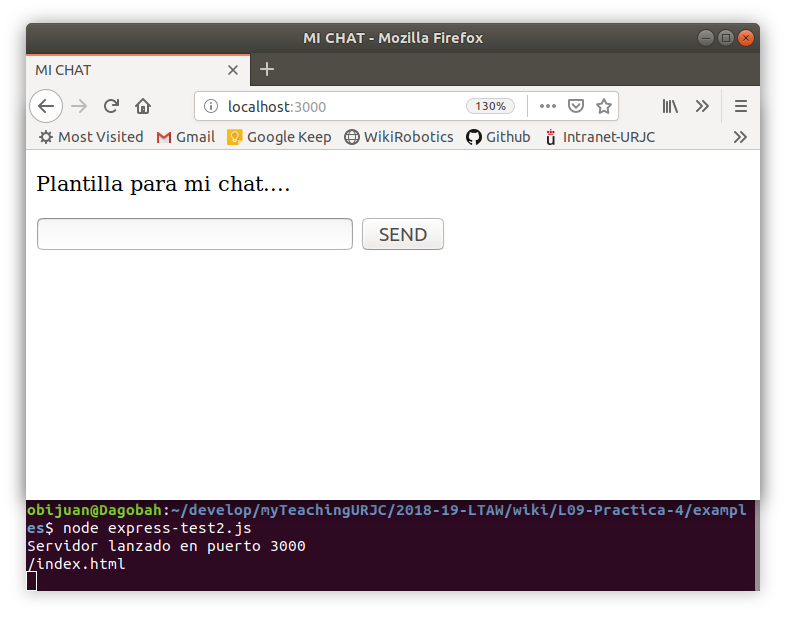 MI CHAT - Mozilla Firefox
MI CHAT
localhost:3000 130%
Most Visited Gmail Google Keep WikiRobotics Github Intranet-URJC
Plantilla para mi chat....
SEND
obijuan@Dagobah:~/develop/myTeachingURJC/2018-19-LTAW/wiki/L09-Practica-4/exampl
es$ node express-test2.js
Servidor lanzado en puerto 3000
/index.html